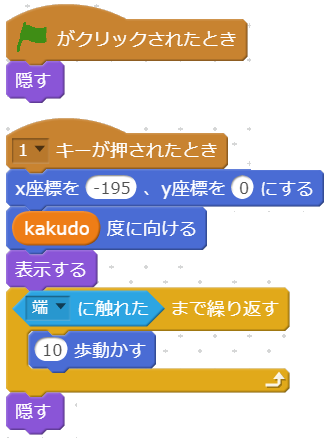 がクリックされたとき
隠す
1 キーが押されたとき
x座標を -195 、y座標を 0 にする
kakudo 度に向ける
表示する
端 に触れた まで繰り返す
10 歩動かす
隠す